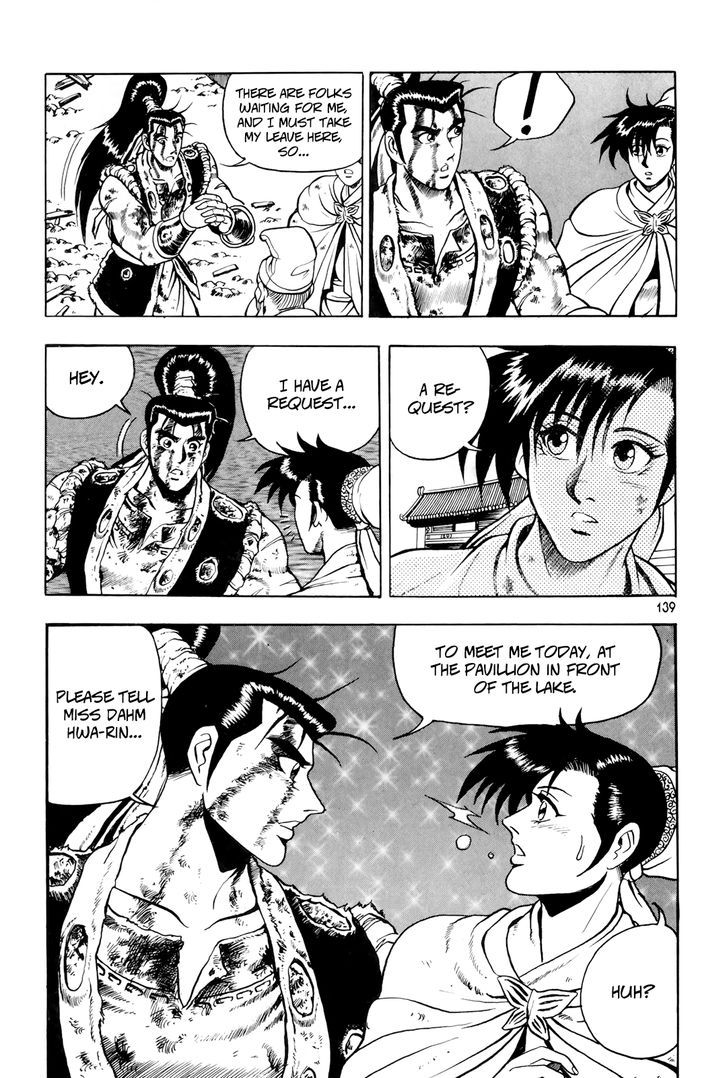 THERE ARE FOLKS
WAITING FOR ME,
AND I MUST TAKE
MY LEAVE HERE,
SO...
!
HEY.
I HAVE A
REQUEST...
A RE-
QUEST?
139
PLEASE TELL
MISS DAHM
HWA-RIN...
TO MEET ME TODAY, AT
THE PAVILLION IN FRONT
OF THE LAKE.
HUH?